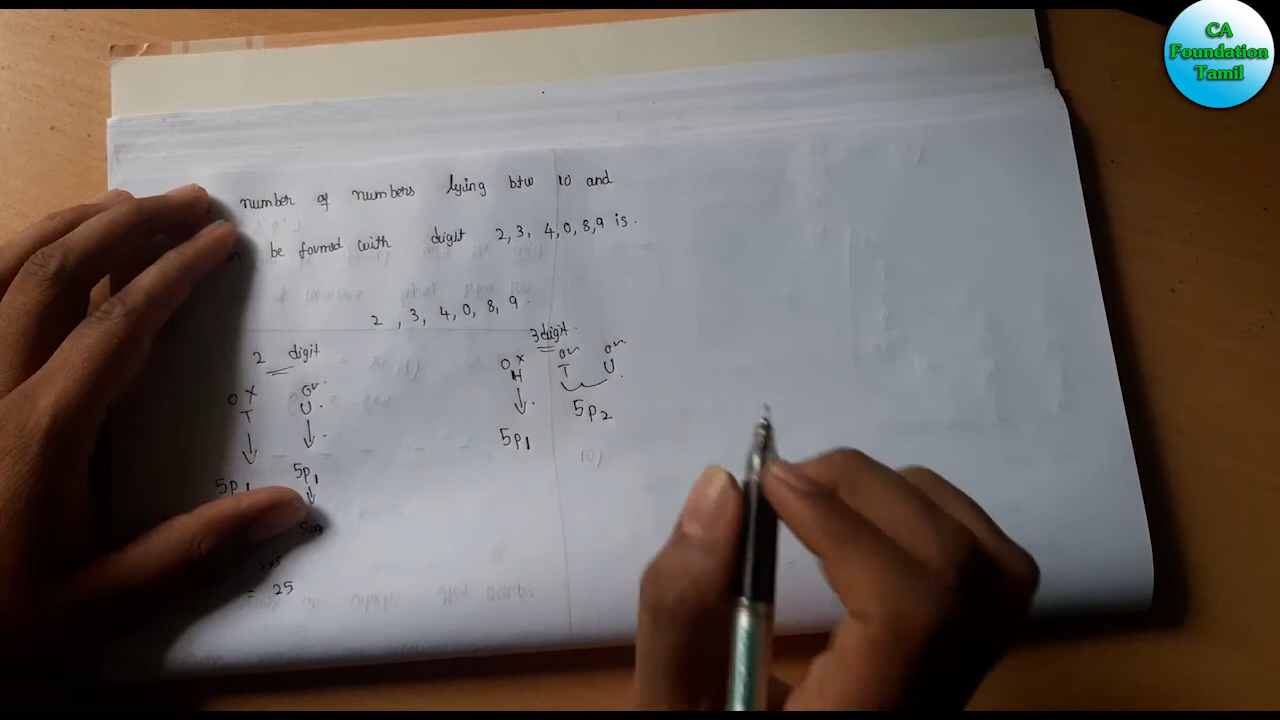 CA
Foundation
Tamil
number of numbers lying btw 10 and
be formed with digit 2, 3, 4, 0, 8, 9 is.
2 , 3, 4, 0, 8, 9.
2 digit
3 digit.
0 x
T
U
5P1
5P1
= 25
0 x
H
T
U
5P1
5P2